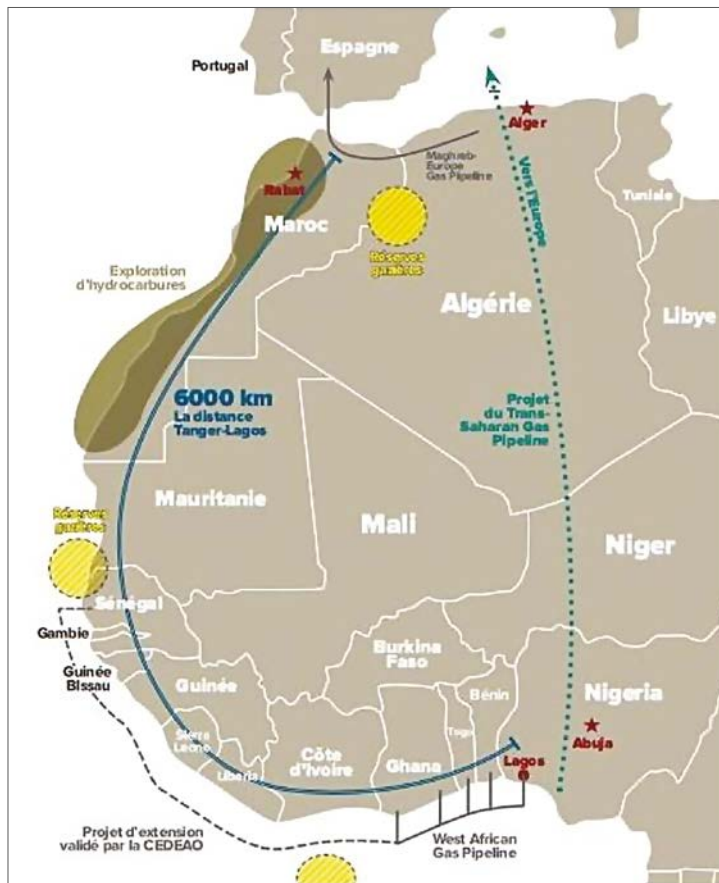 Espagne
Portugal
Alger
Maghreb-
Europe
Gas Pipeline
Vers l'Europe
Rabat
Tunisie
Maroc
Réserves
gazières
Exploration
d'hydrocarbures
Algérie
Libye
6000 km
La distance
Tanger-Lagos
Projet
du Trans-
Saharan Gas
Pipeline
Mauritanie
Réserves
gazières
Mali
Niger
Sénégal
Gambie
Burkina
Faso
Guinée
Bissau
Guinée
Bénin
Nigeria
Sierra
Leone
Togo
Abuja
Côte
d'Ivoire
Ghana
Lagos
Liberia
Projet d'extension
validé par la CEDEAO
West African
Gas Pipeline